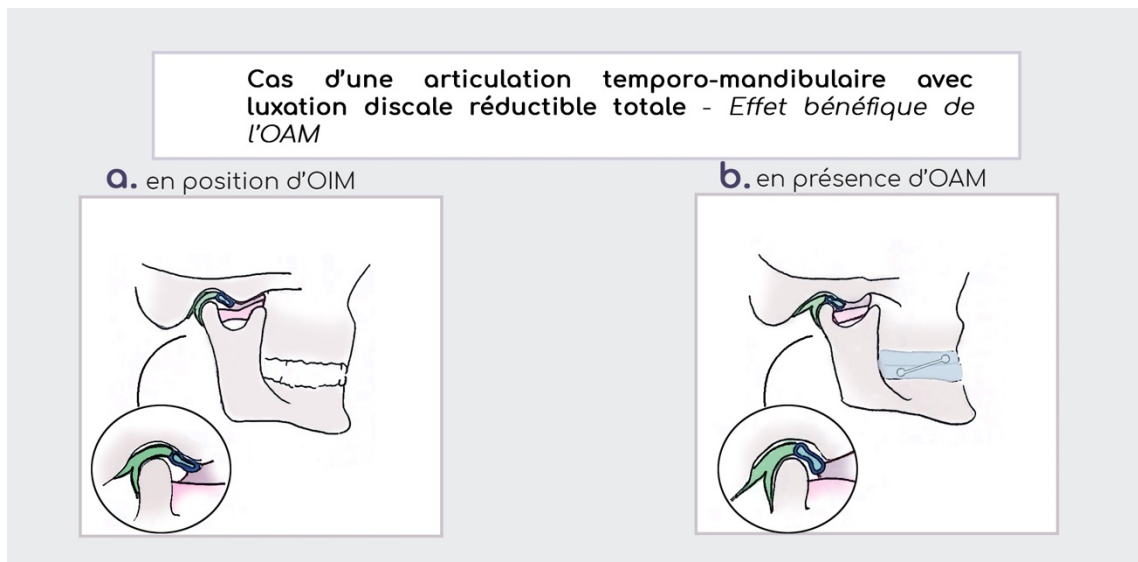 Cas d'une articulation temporo-mandibulaire avec
luxation discale réductible totale - Effet bénéfique de
l'OAM
a. en position d'OIM
b. en présence d'OAM